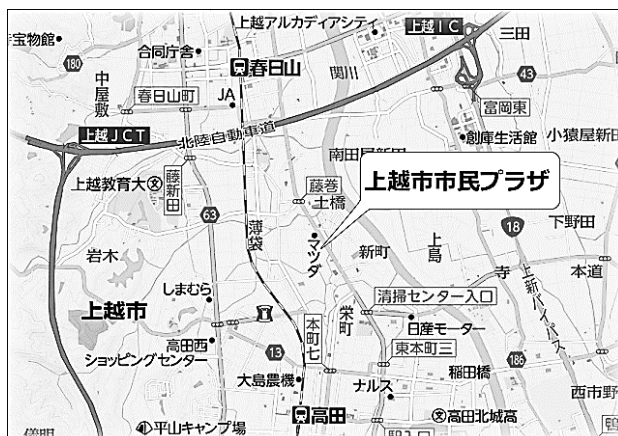 上越アルカディアシティ
上越IC
三田
宝物館
合同庁舎
180
春日山
関川
43
中屋敷
春日山町
JA
富岡東
上越JCT
北陸自動車道
創庫生活館
小猿屋新田
南田屋新田
上越教育大
藤新田
藤巻
土橋
上越市市民プラザ
63
薄袋
マツダ
18
下野田
岩木
新町
上島
寺
本道
しまむら
上越市
栄町
清掃センター入口
上新バイパス
高田西
ショッピングセンター
本町七
日産モーター
13
東本町三
186
稲田橋
大島農機
ナルス
西市野
高田
高田北城高
平山キャンプ場
儀明
駅入口